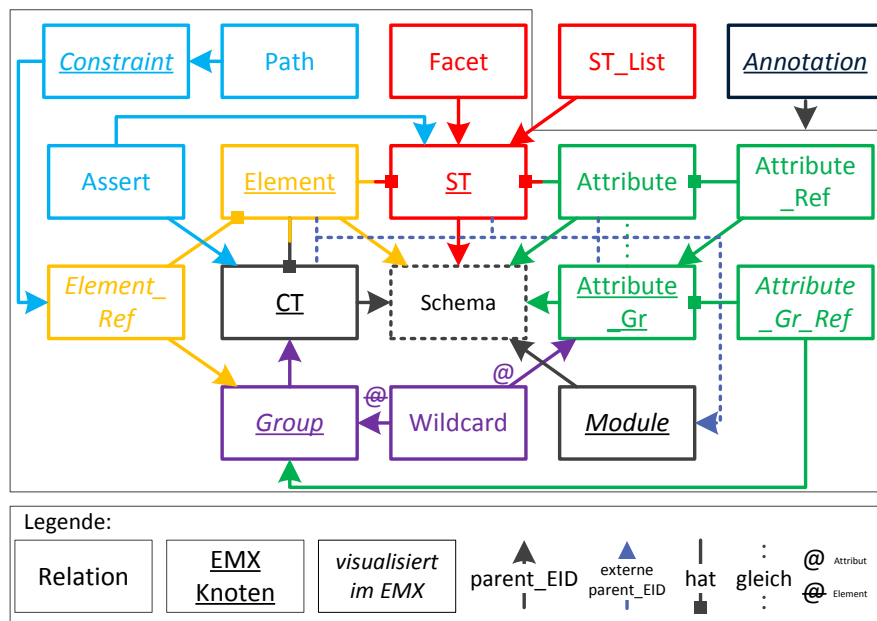 Constraint
Path
Facet
ST_List
Annotation
Assert
Element
ST
Attribute
Attribute
_Ref
Element_
Ref
CT
Schema
Attribute
_Gr
Attribute
_Gr_Ref
@
@
Group
Wildcard
Module
Legende:
Relation
EMX
Knoten
visualisiert
im EMX
parent_EID
externe
parent_EID
hat
gleich
@ Attribut
@ Element